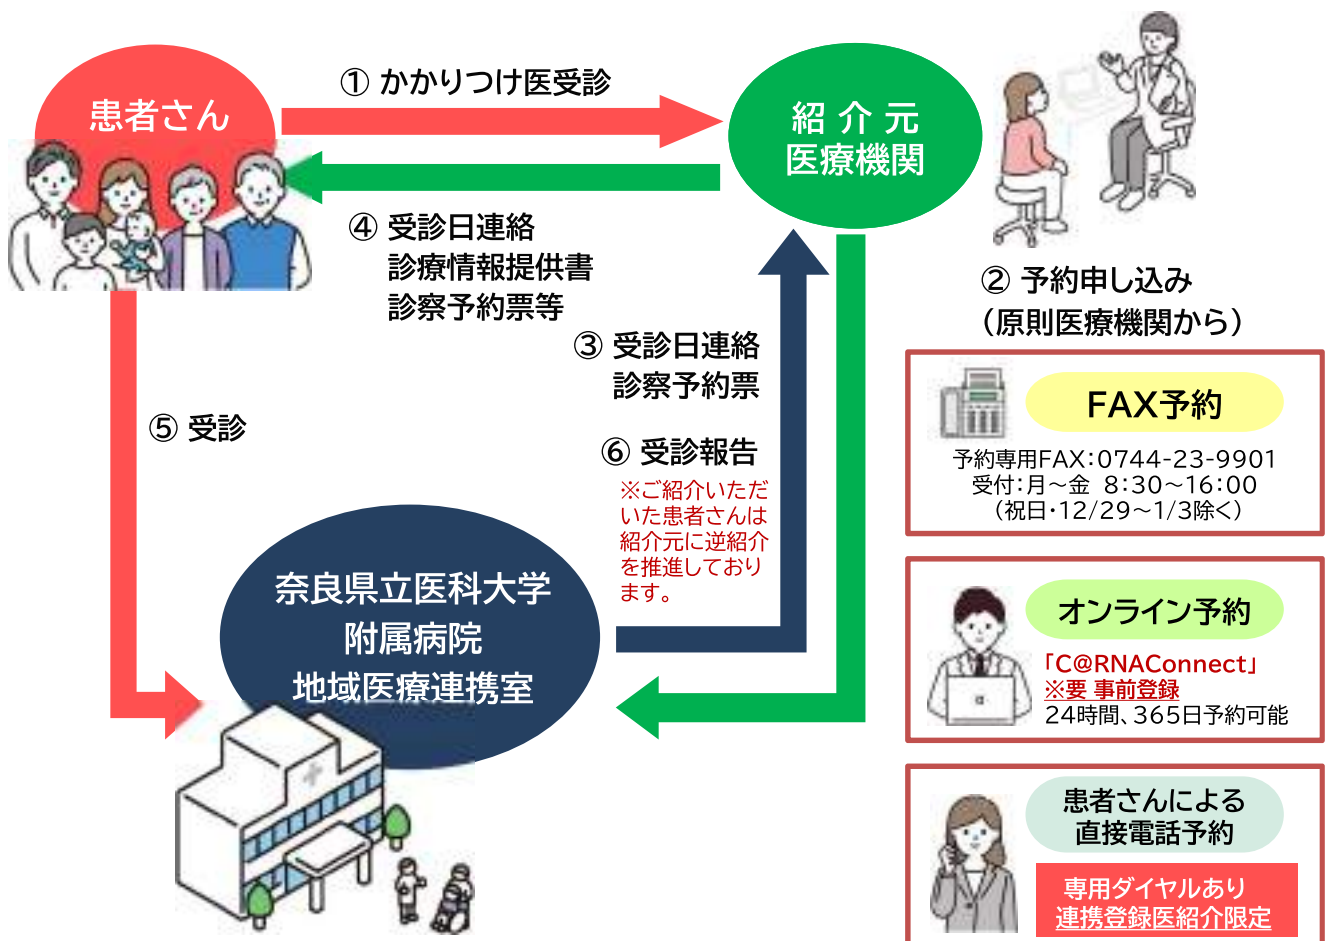 患者さん
① かかりつけ医受診
紹 介 元
医療機関
④ 受診日連絡
診療情報提供書
診察予約票等
② 予約申し込み
（原則医療機関から）
③ 受診日連絡
診察予約票
⑤ 受診
⑥ 受診報告
※ご紹介いただ
いた患者さんは
紹介元に逆紹介
を推進しており
ます。
奈良県立医科大学
附属病院
地域医療連携室
FAX予約
予約専用FAX：0744-23-9901
受付：月～金 8：30～16：00
（祝日・12/29～1/3除く）
オンライン予約
「C@RNAConnect」
※要 事前登録
24時間、365日予約可能
患者さんによる
直接電話予約
専用ダイヤルあり
連携登録医紹介限定